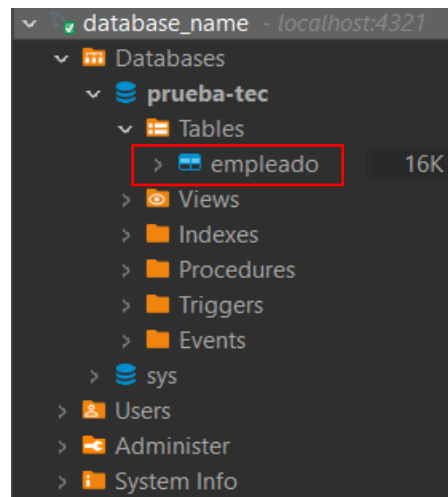 database_name - localhost:4321
Databases
prueba-tec
Tables
empleado 16K
Views
Indexes
Procedures
Triggers
Events
sys
Users
Administer
System Info